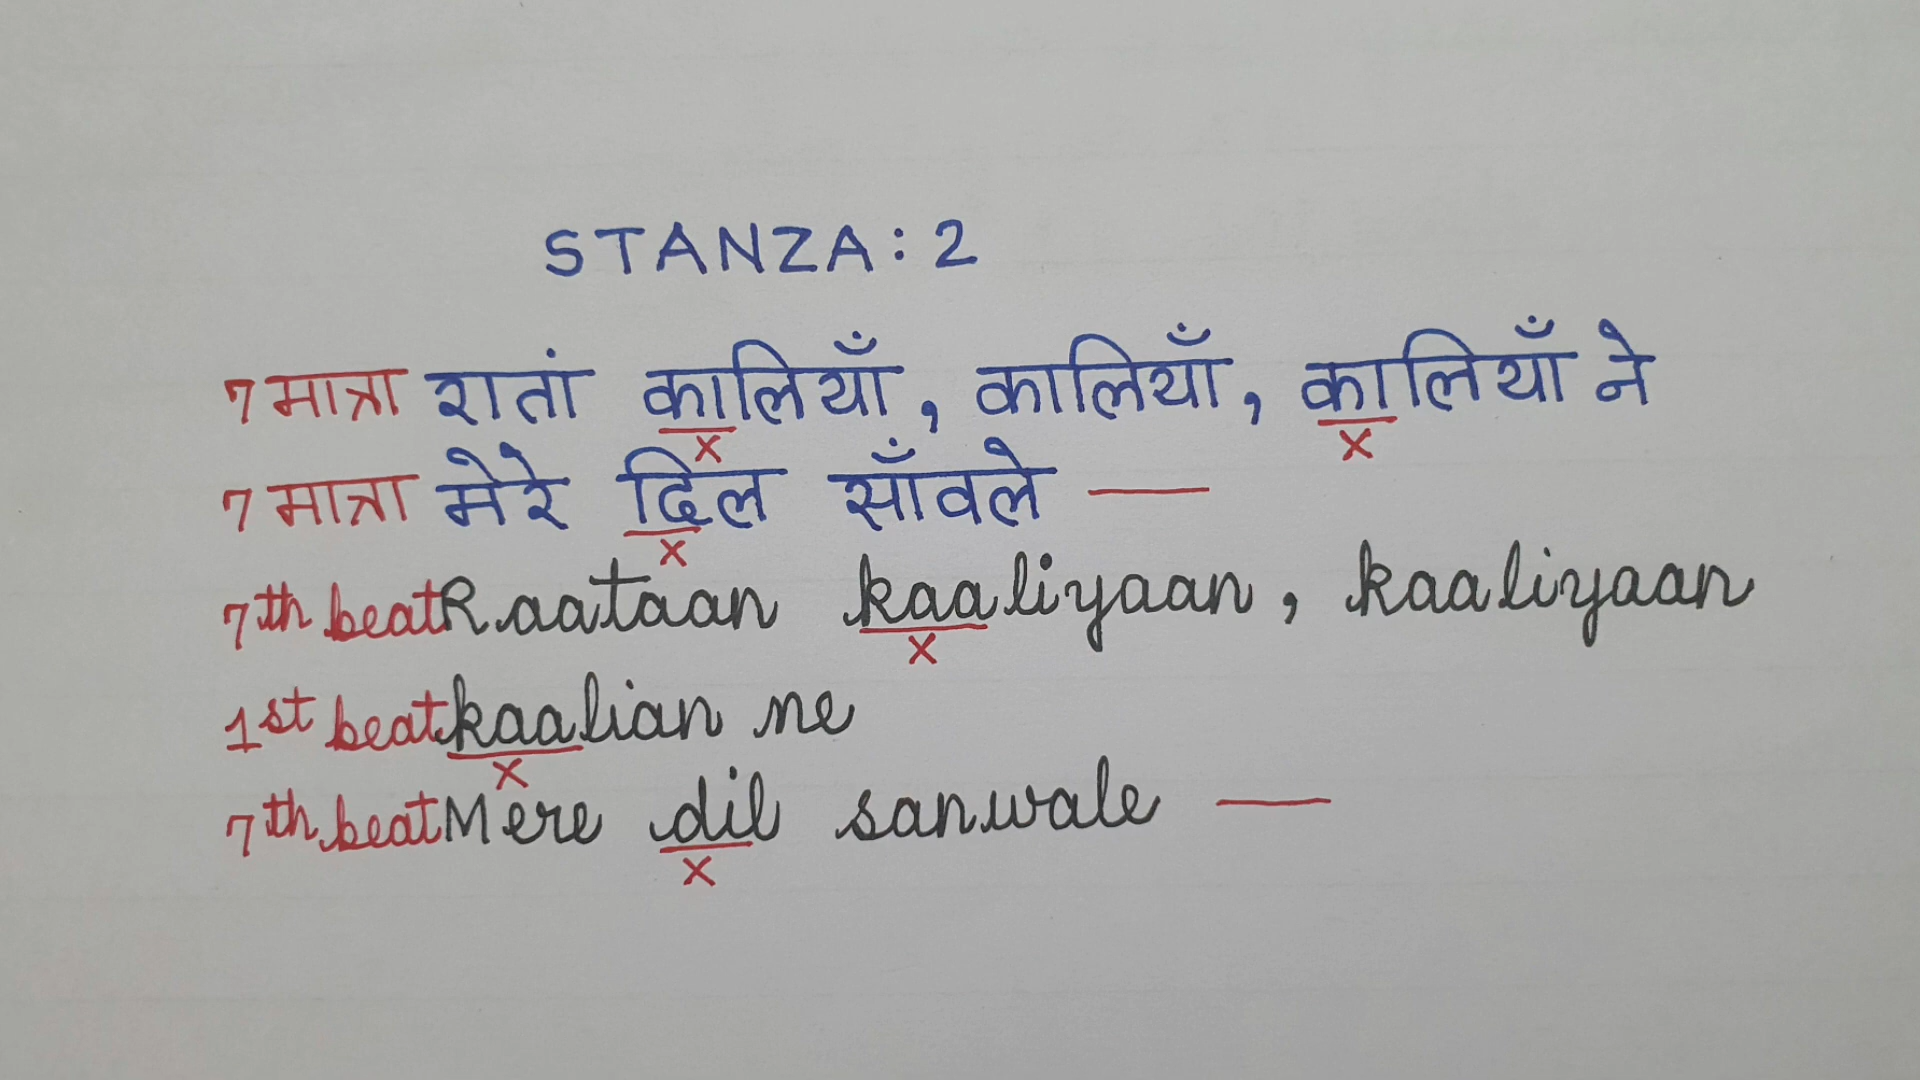 STANZA: 2
7 मात्रा रातां कालियाँ, कालियाँ, कालियाँ ने
x x
7 मात्रा मेरे दिल साँवले —
x
7th beat Raataan kaaliyaan, kaaliyaan
x
1st beat kaalian ne
x
7th beat Mere dil sanwale —
x